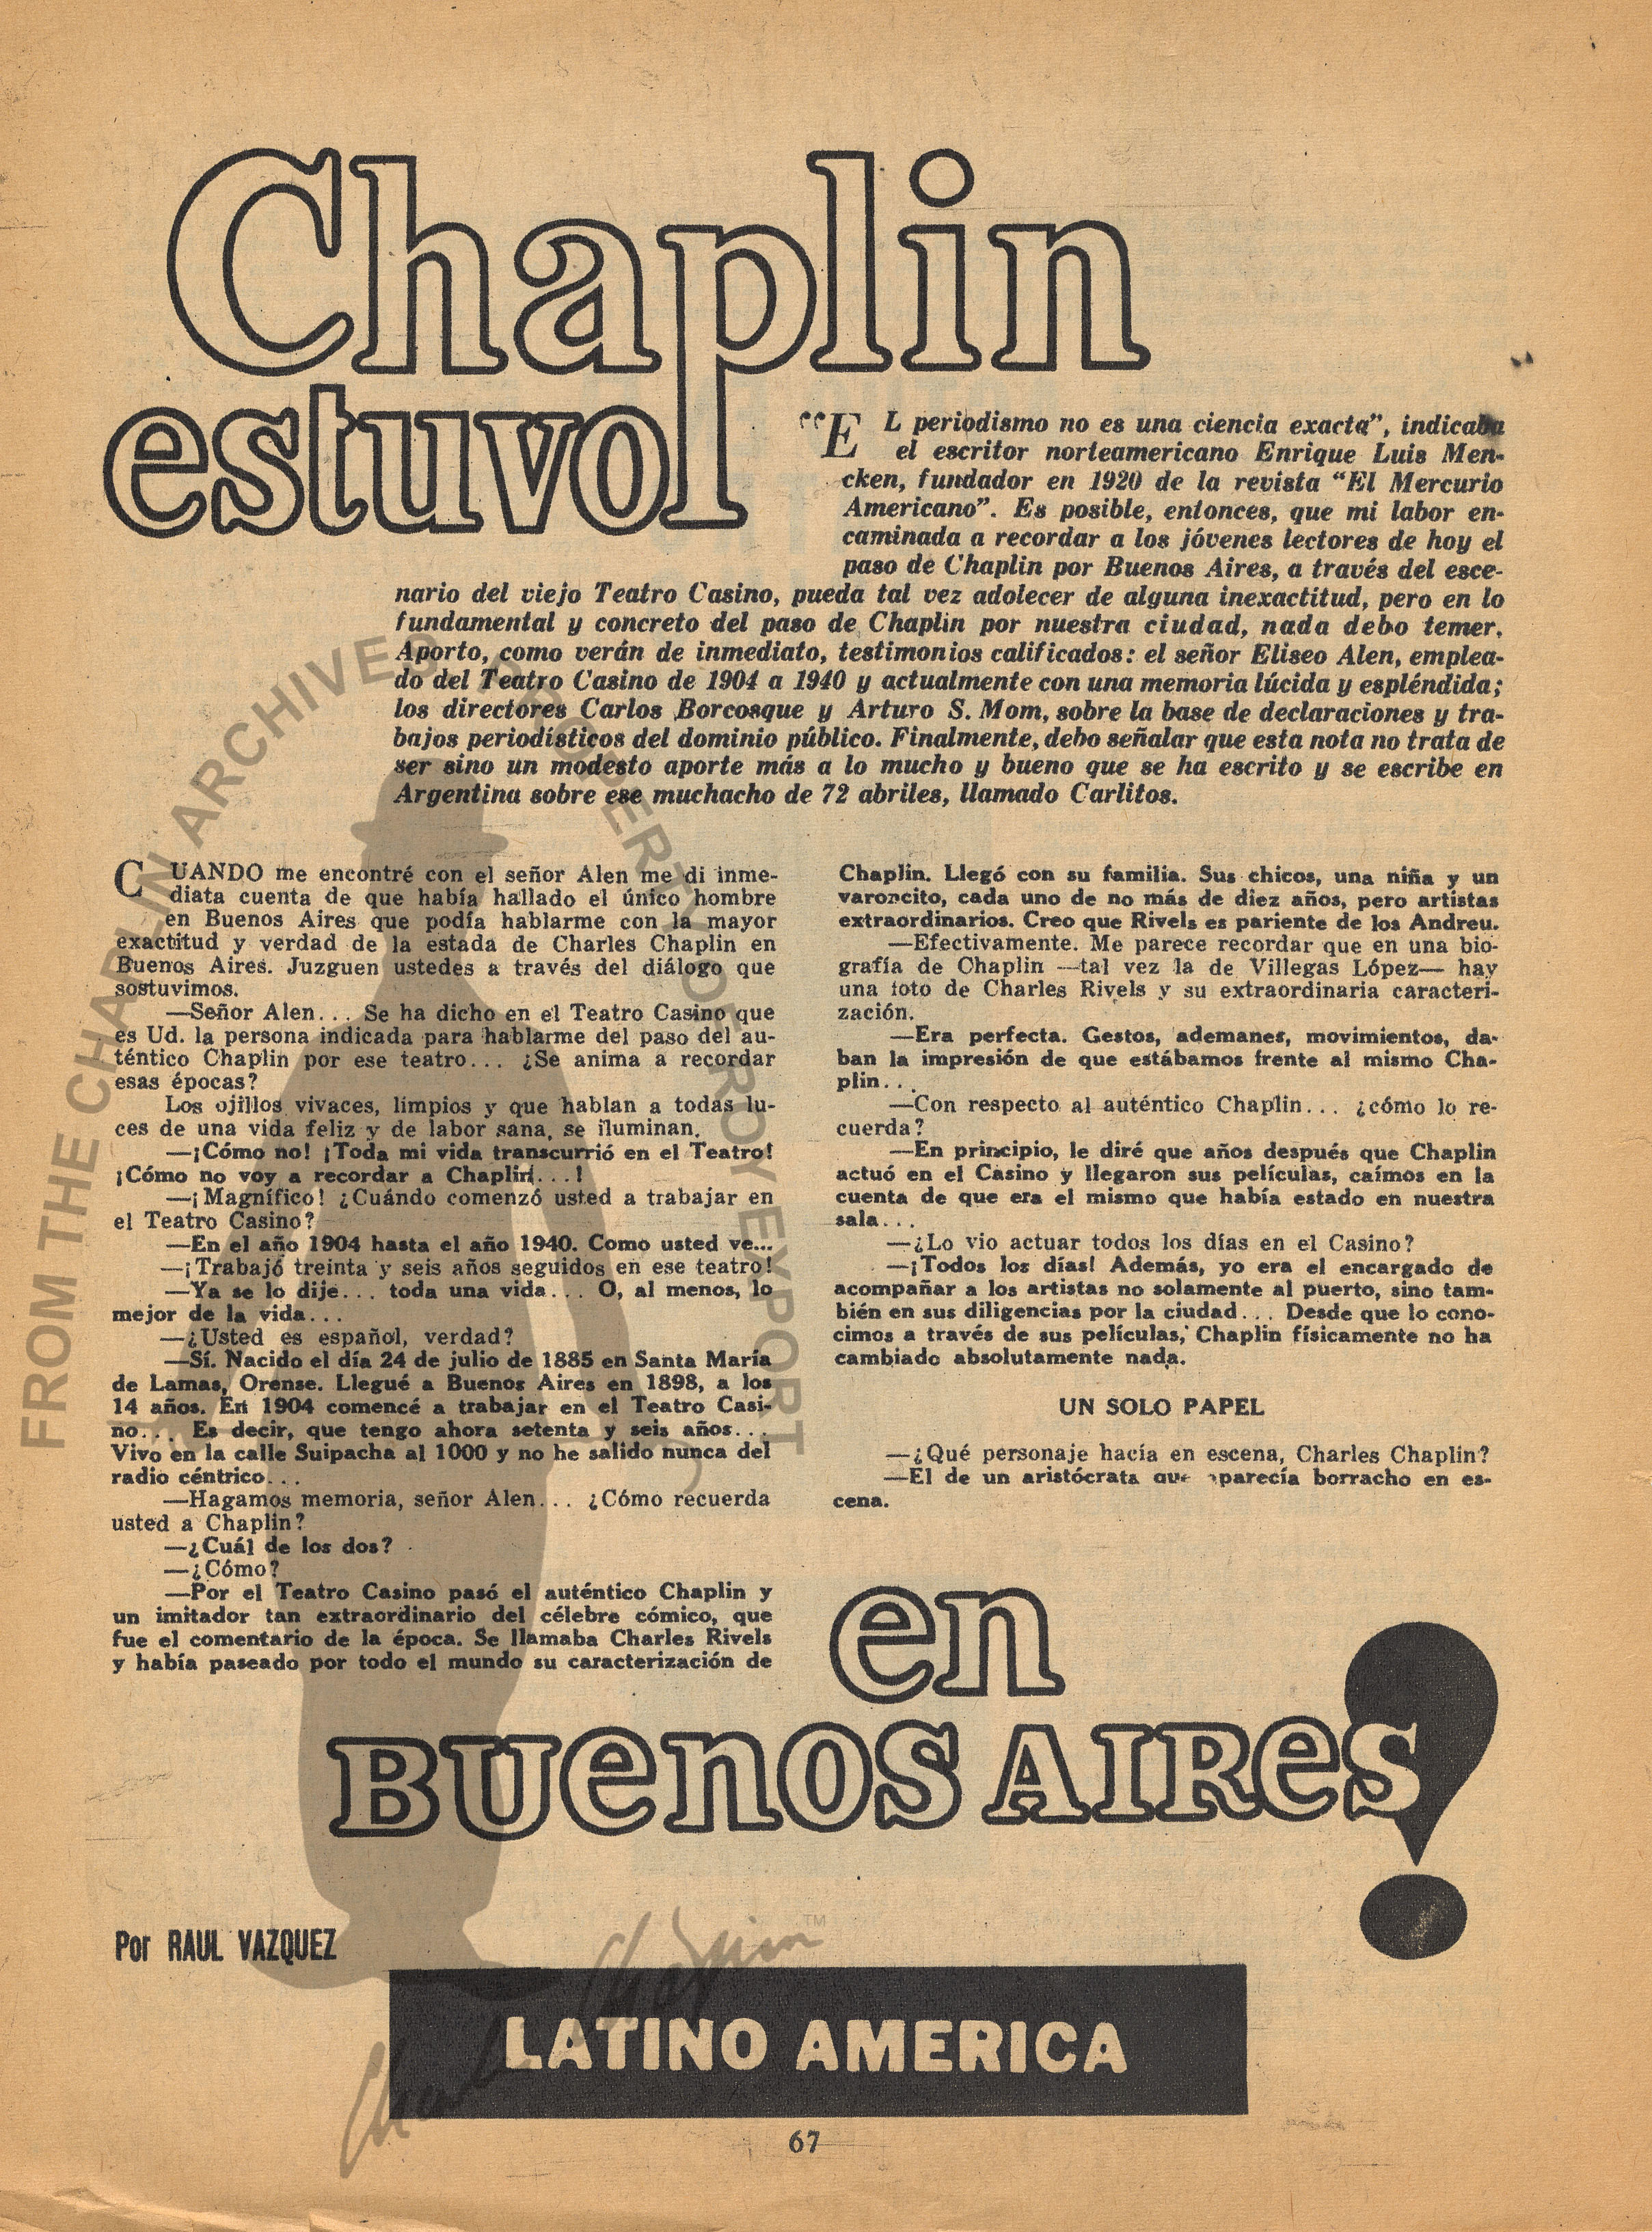 Chaplin
estuvo
“EL periodismo no es una ciencia exacta”, indicaba
el escritor norteamericano Enrique Luis Men-
cken, fundador en 1920 de la revista “El Mercurio
Americano”. Es posible, entonces, que mi labor en-
caminada a recordar a los jóvenes lectores de hoy el
paso de Chaplin por Buenos Aires, a través del esce-
nario del viejo Teatro Casino, pueda tal vez adolecer de alguna inexactitud, pero en lo
fundamental y concreto del paso de Chaplin por nuestra ciudad, nada debo temer.
Aporto, como verán de inmediato, testimonios calificados: el señor Eliseo Alen, emplea-
do del Teatro Casino de 1904 a 1940 y actualmente con una memoria lúcida y espléndida;
los directores Carlos Borcosque y Arturo S. Mom, sobre la base de declaraciones y tra-
bajos periodísticos del dominio público. Finalmente, debo señalar que esta nota no trata de
ser sino un modesto aporte más a lo mucho y bueno que se ha escrito y se escribe en
Argentina sobre ese muchacho de 72 abriles, llamado Carlitos.
CUANDO me encontré con el señor Alen me di inme-
diata cuenta de que había hallado el único hombre
en Buenos Aires que podía hablarme con la mayor
exactitud y verdad de la estada de Charles Chaplin en
Buenos Aires. Juzguen ustedes a través del diálogo que
sostuvimos.
—Señor Alen... Se ha dicho en el Teatro Casino que
es Ud. la persona indicada para hablarme del paso del au-
téntico Chaplin por ese teatro... ¿Se anima a recordar
esas épocas?
Los ojillos vivaces, limpios y que hablan a todas lu-
ces de una vida feliz y de labor sana, se iluminan.
—¡Cómo no! ¡Toda mi vida transcurrió en el Teatro!
¡Cómo no voy a recordar a Chaplin...!
—¡Magnífico! ¿Cuándo comenzó usted a trabajar en
el Teatro Casino?
—En el año 1904 hasta el año 1940. Como usted ve...
—¡Trabajó treinta y seis años seguidos en ese teatro!
—Ya se lo dije... toda una vida... O, al menos, lo
mejor de la vida...
—¿Usted es español, verdad?
—Sí. Nacido el día 24 de julio de 1885 en Santa María
de Lamas, Orense. Llegué a Buenos Aires en 1898, a los
14 años. En 1904 comencé a trabajar en el Teatro Casi-
no... Es decir, que tengo ahora setenta y seis años...
Vivo en la calle Suipacha al 1000 y no he salido nunca del
radio céntrico...
—Hagamos memoria, señor Alen... ¿Cómo recuerda
usted a Chaplin?
—¿Cuál de los dos?
—¿Cómo?
—Por el Teatro Casino pasó el auténtico Chaplin y
un imitador tan extraordinario del célebre cómico, que
fue el comentario de la época. Se llamaba Charles Rivels
y había paseado por todo el mundo su caracterización de
Chaplin. Llegó con su familia. Sus chicos, una niña y un
varoncito, cada uno de no más de diez años, pero artistas
extraordinarios. Creo que Rivels es pariente de los Andreu.
—Efectivamente. Me parece recordar que en una bio-
grafía de Chaplin —tal vez la de Villegas López— hay
una foto de Charles Rivels y su extraordinaria caracteri-
zación.
—Era perfecta. Gestos, ademanes, movimientos, da-
ban la impresión de que estábamos frente al mismo Cha-
plin...
—Con respecto al auténtico Chaplin... ¿cómo lo re-
cuerda?
—En principio, le diré que años después que Chaplin
actuó en el Casino y llegaron sus películas, caímos en la
cuenta de que era el mismo que había estado en nuestra
sala...
—¿Lo vio actuar todos los días en el Casino?
—¡Todos los días! Además, yo era el encargado de
acompañar a los artistas no solamente al puerto, sino tam-
bién en sus diligencias por la ciudad... Desde que lo cono-
cimos a través de sus películas, Chaplin físicamente no ha
cambiado absolutamente nada.
UN SOLO PAPEL
—¿Qué personaje hacía en escena, Charles Chaplin?
—El de un aristócrata que aparecía borracho en es-
cena.
en
BUenos AIRes!
Por RAUL VAZQUEZ
LATINO AMERICA
67
FROM THE CHAPLIN ARCHIVES PROPERTY OF ROY EXPORT
Charles Chaplin™